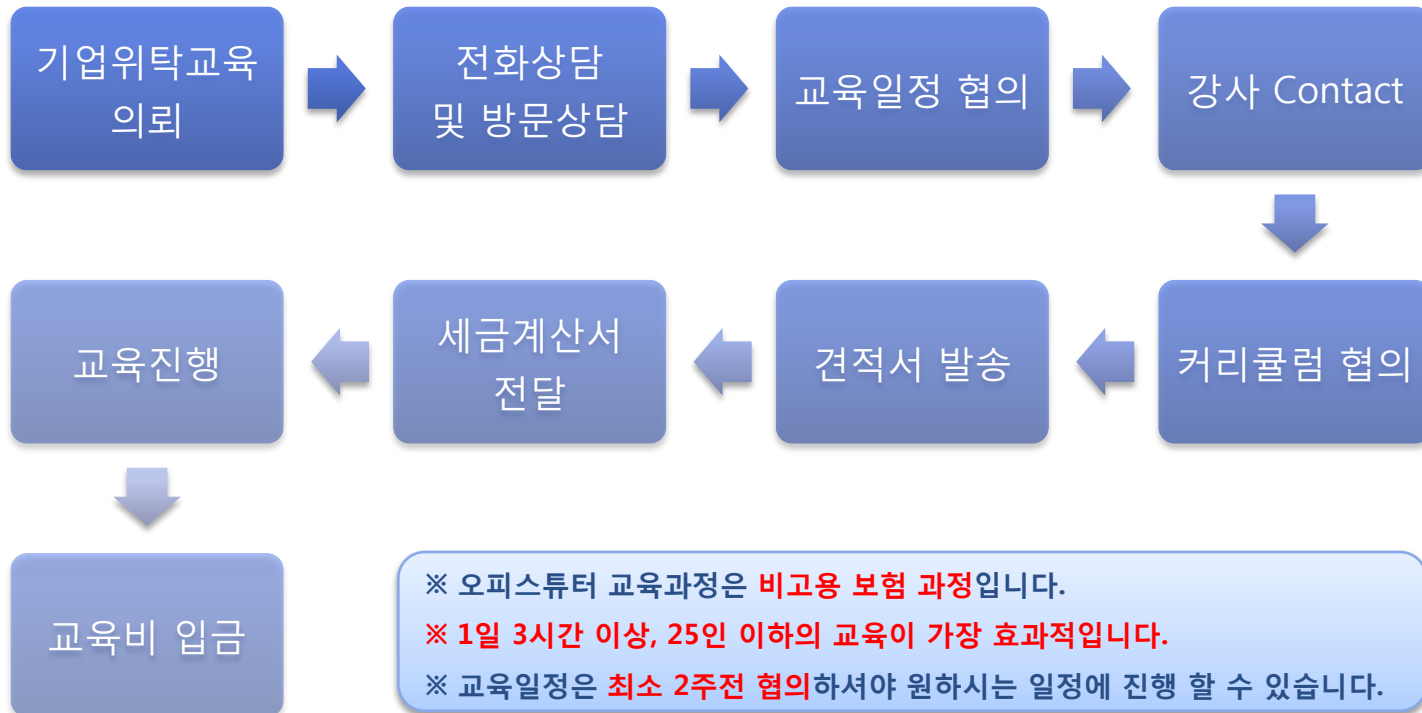 기업위탁교육
의뢰
전화상담
및 방문상담
교육일정 협의
강사 Contact
커리큘럼 협의
견적서 발송
세금계산서
전달
교육진행
교육비 입금
※ 오피스튜터 교육과정은 비고용 보험 과정입니다.
※ 1일 3시간 이상, 25인 이하의 교육이 가장 효과적입니다.
※ 교육일정은 최소 2주전 협의하셔야 원하시는 일정에 진행 할 수 있습니다.